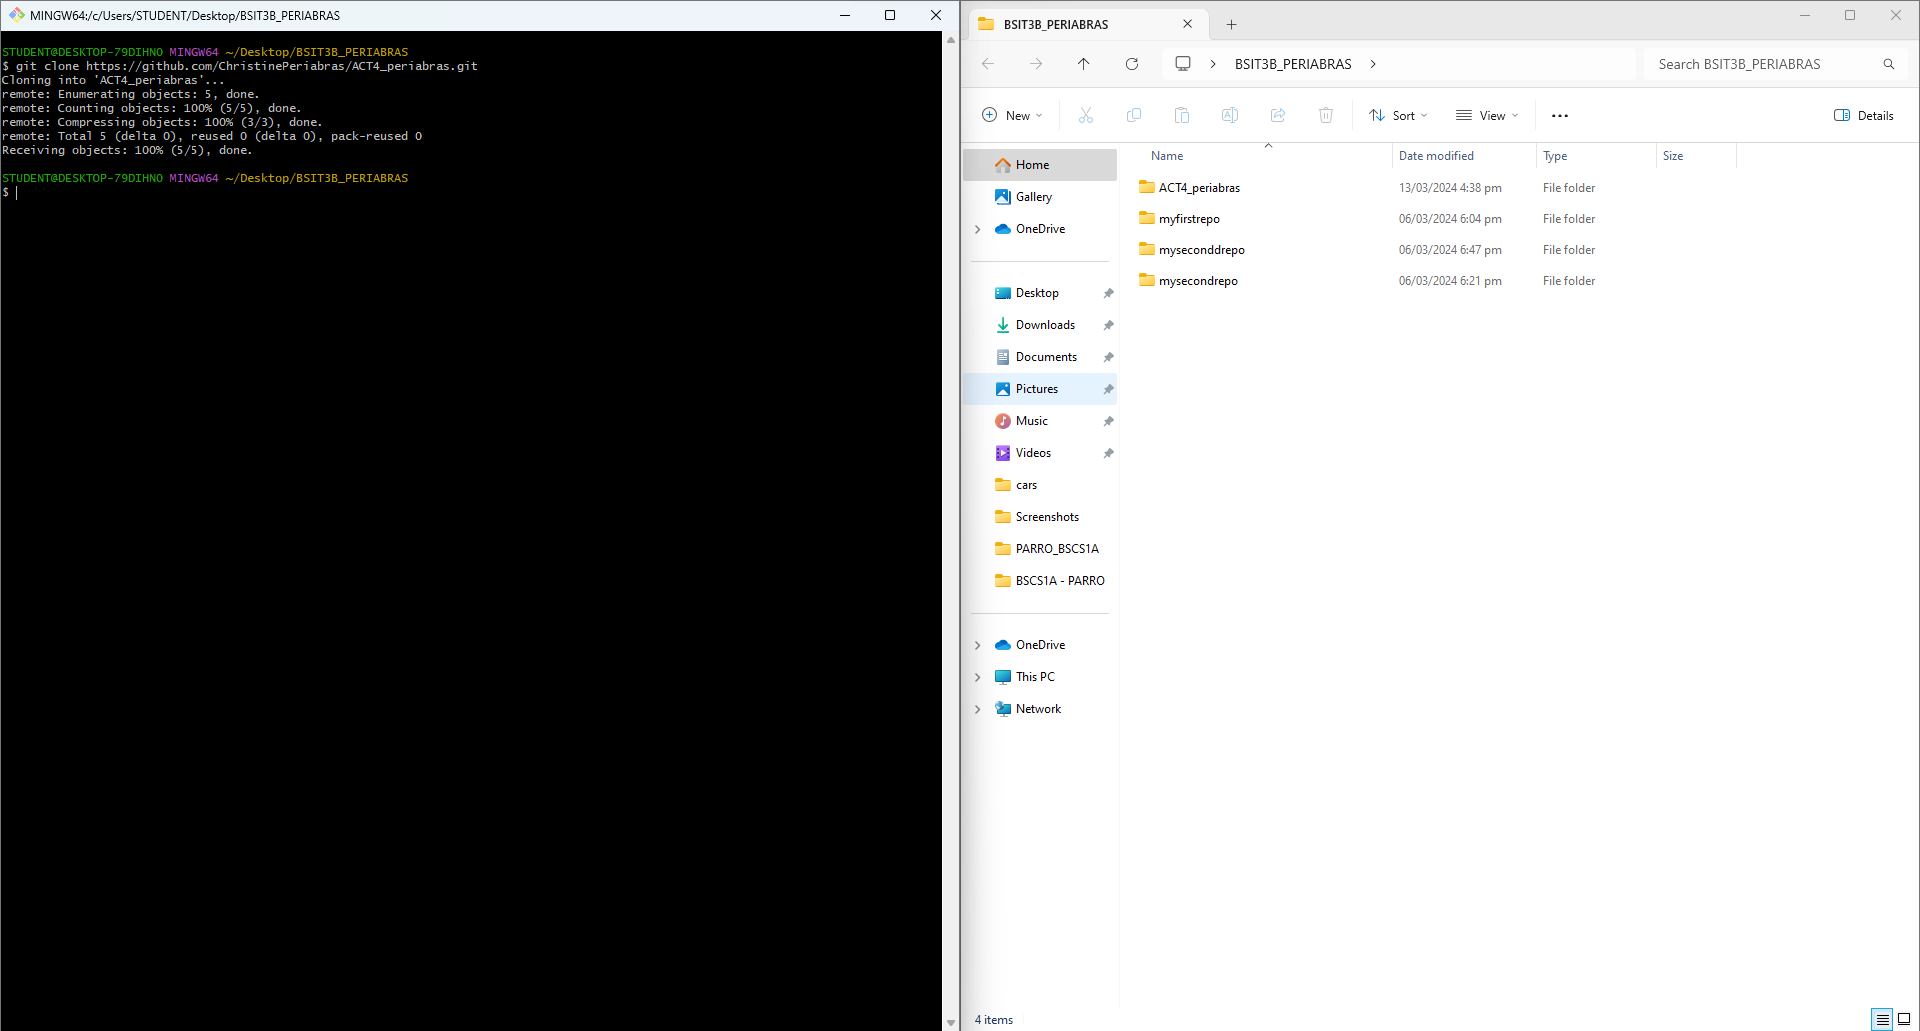 MINGW64:/c/Users/STUDENT/Desktop/BSIT3B_PERIABRAS
STUDENT@DESKTOP-79DIHNO MINGW64 ~/Desktop/BSIT3B_PERIABRAS
$ git clone https://github.com/ChristinePeriabras/ACT4_periabras.git
Cloning into 'ACT4_periabras'...
remote: Enumerating objects: 5, done.
remote: Counting objects: 100% (5/5), done.
remote: Compressing objects: 100% (3/3), done.
remote: Total 5 (delta 0), reused 0 (delta 0), pack-reused 0
Receiving objects: 100% (5/5), done.
STUDENT@DESKTOP-79DIHNO MINGW64 ~/Desktop/BSIT3B_PERIABRAS
$
BSIT3B_PERIABRAS
BSIT3B_PERIABRAS
Search BSIT3B_PERIABRAS
New
Sort
View
Details
Home
Gallery
OneDrive
Desktop
Downloads
Documents
Pictures
Music
Videos
cars
Screenshots
PARRO_BSCS1A
BSCS1A - PARRO
OneDrive
This PC
Network
Name Date modified Type Size
ACT4_periabras 13/03/2024 4:38 pm File folder
myfirstrepo 06/03/2024 6:04 pm File folder
myseconddrepo 06/03/2024 6:47 pm File folder
mysecondrepo 06/03/2024 6:21 pm File folder
4 items